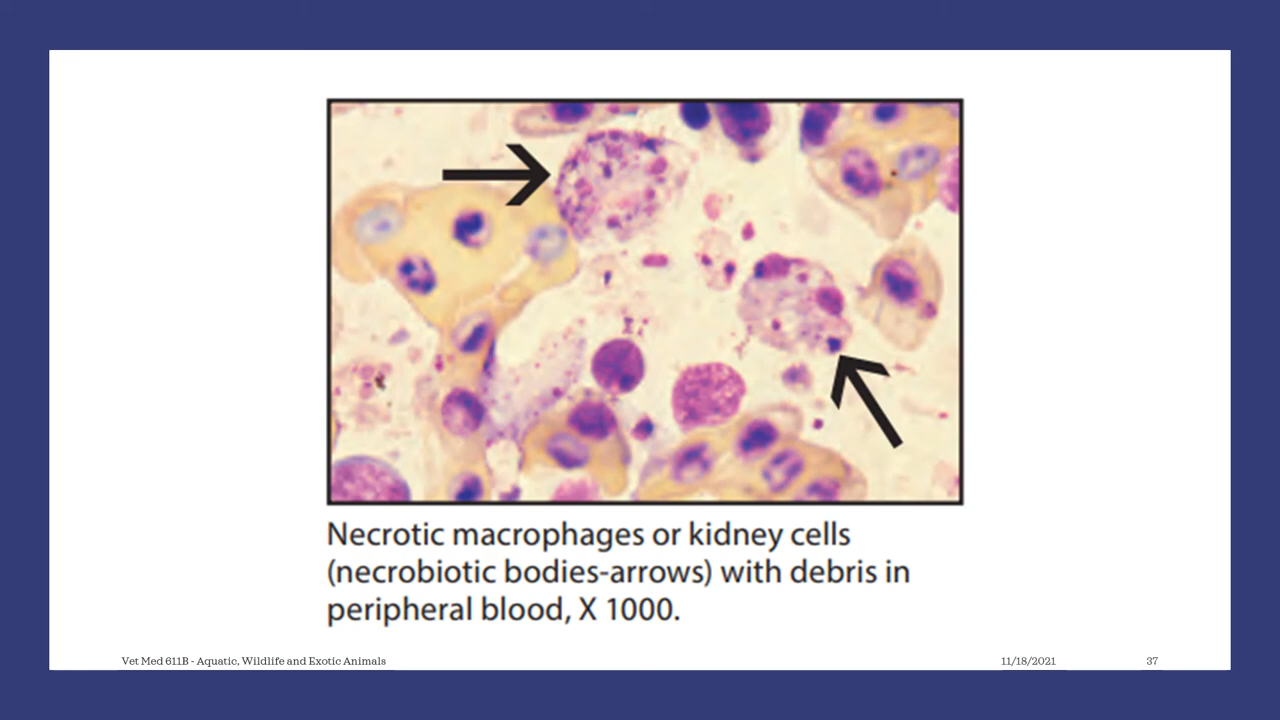 Necrotic macrophages or kidney cells
(necrobiotic bodies-arrows) with debris in
peripheral blood, X 1000.
Vet Med 611B - Aquatic, Wildlife and Exotic Animals
11/18/2021
37